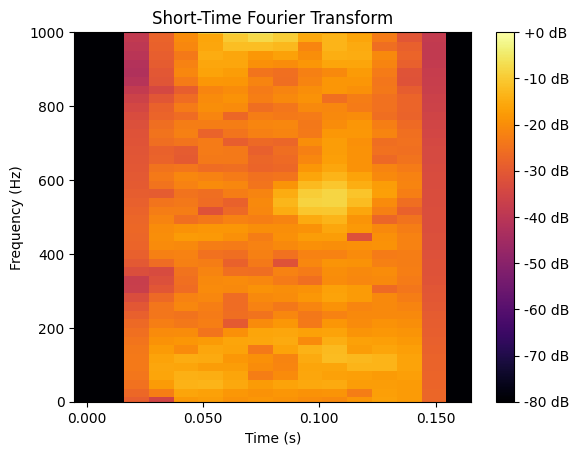 Short-Time Fourier Transform
1000
800
600
400
200
0
Frequency (Hz)
0.000
0.050
0.100
0.150
Time (s)
+0 dB
-10 dB
-20 dB
-30 dB
-40 dB
-50 dB
-60 dB
-70 dB
-80 dB